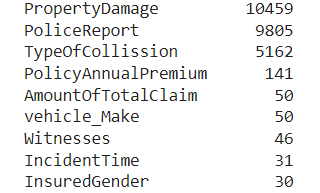 PropertyDamage 10459
PoliceReport 9805
TypeOfCollission 5162
PolicyAnnualPremium 141
AmountOfTotalClaim 50
vehicle_Make 50
Witnesses 46
IncidentTime 31
InsuredGender 30